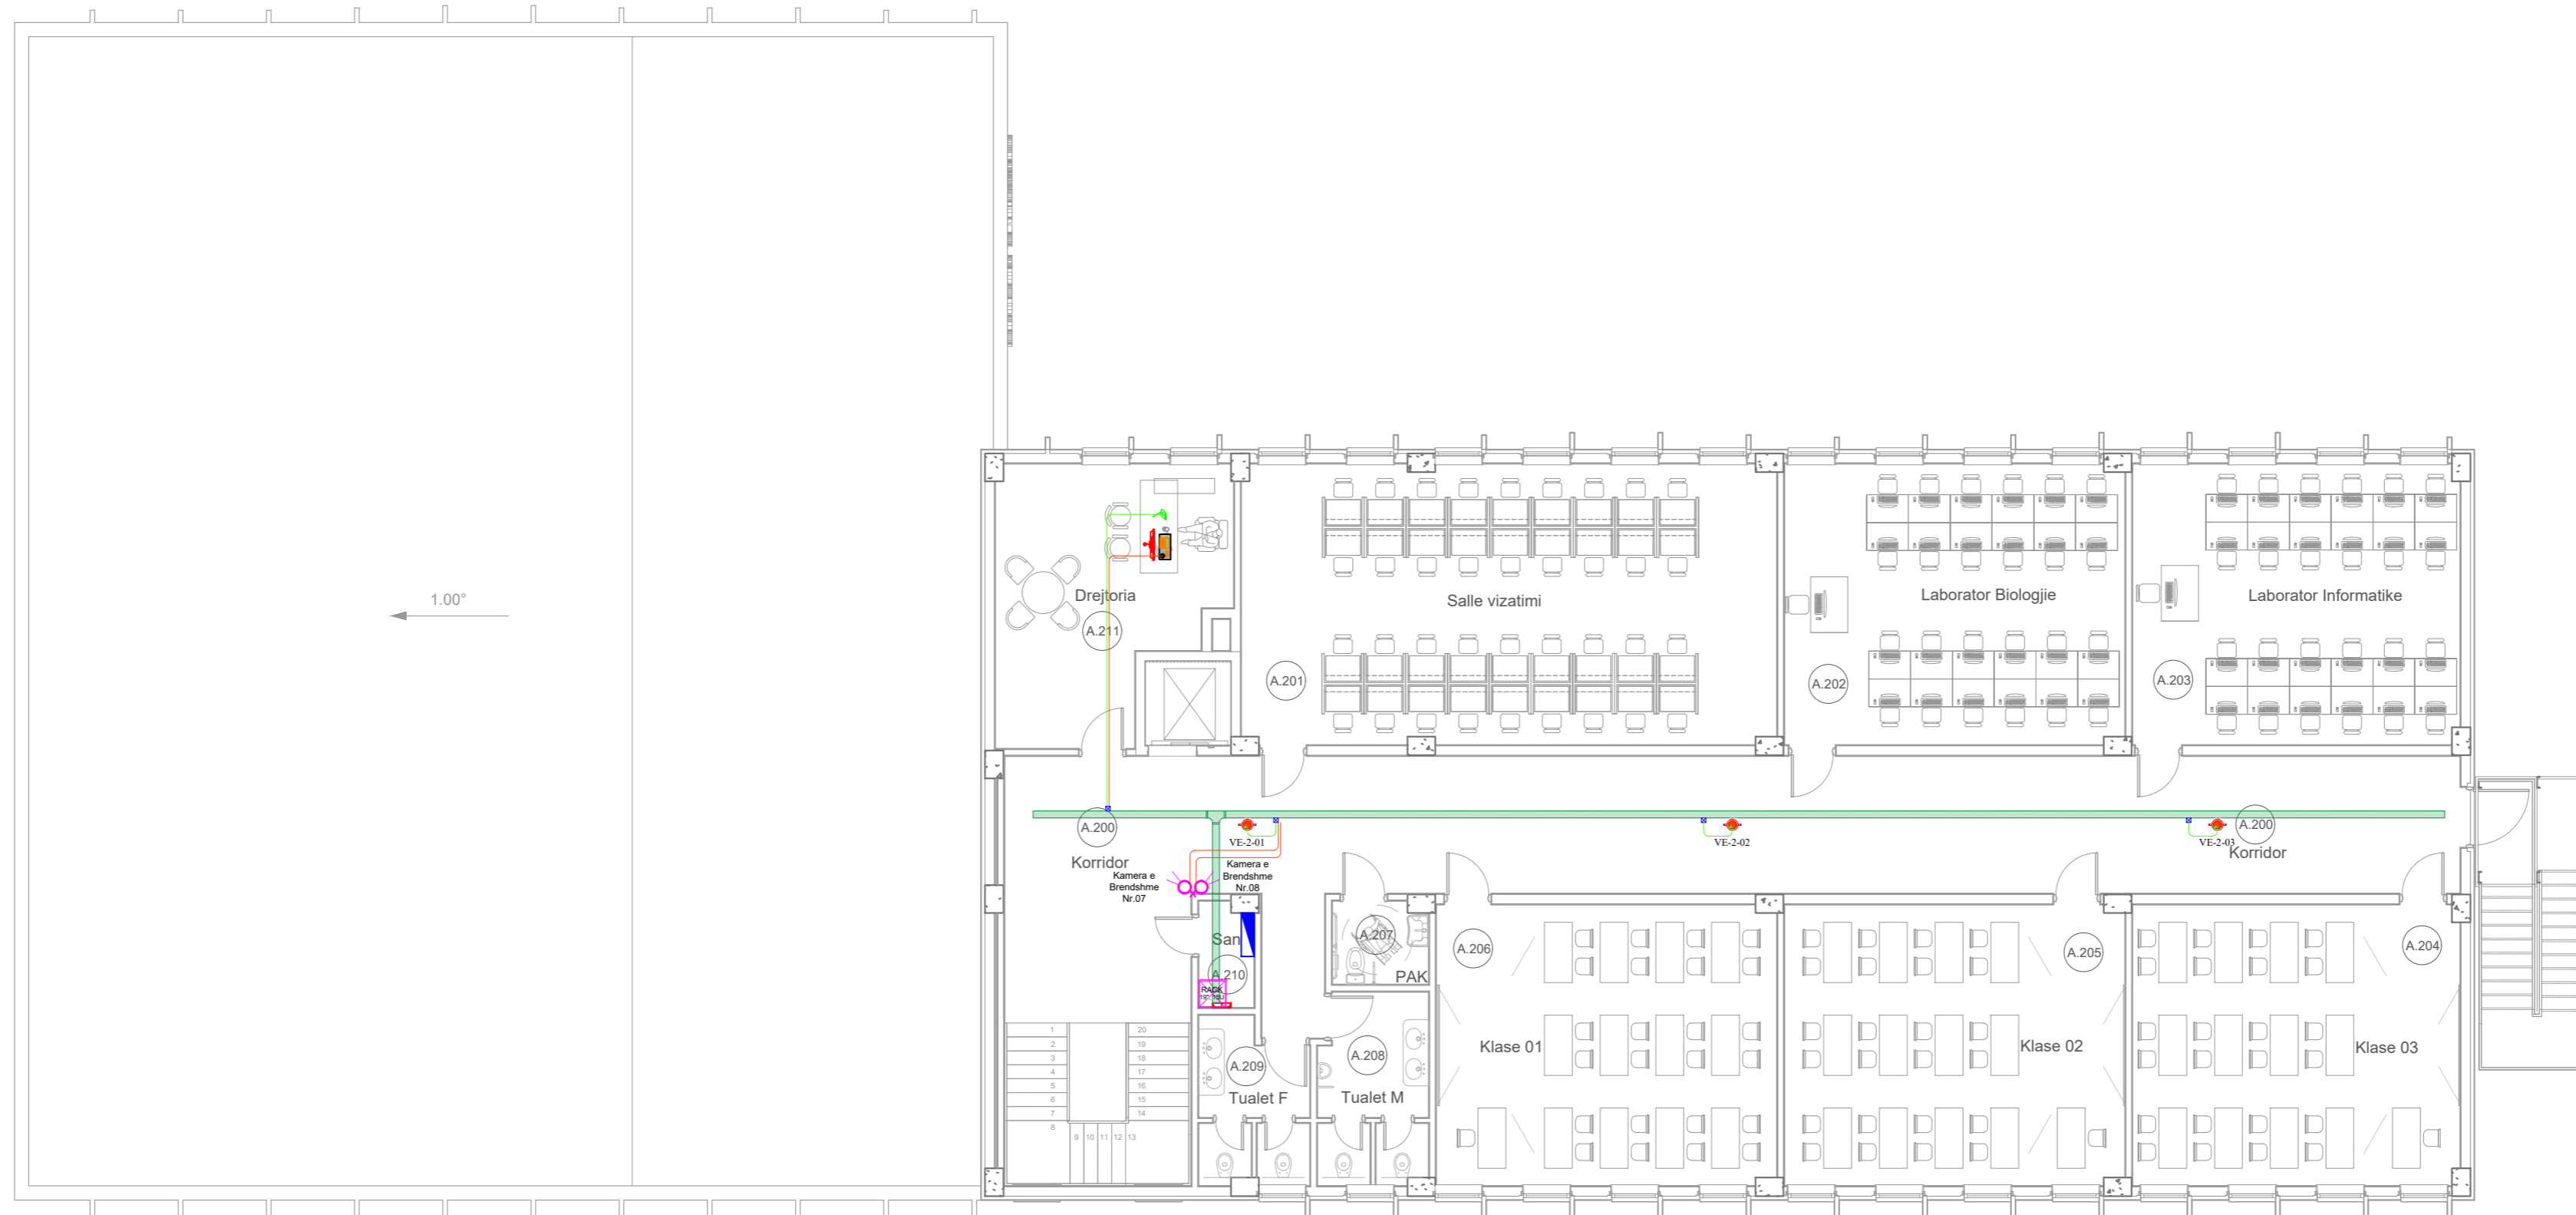 1.00°
Drejtoria
A.211
Salle vizatimi
A.201
Laborator Biologjie
A.202
Laborator Informatike
A.203
A.200
Korridor
VE-2-01
VE-2-02
VE-2-03
A.200
Korridor
Kamera e
Brendshme
Nr.07
Kamera e
Brendshme
Nr.08
San
A.210
RACK
A.207
PAK
A.206
A.205
A.204
Klase 01
Klase 02
Klase 03
A.209
Tualet F
A.208
Tualet M
1
2
3
4
5
6
7
8
9 10 11 12 13
20
19
18
17
16
15
14